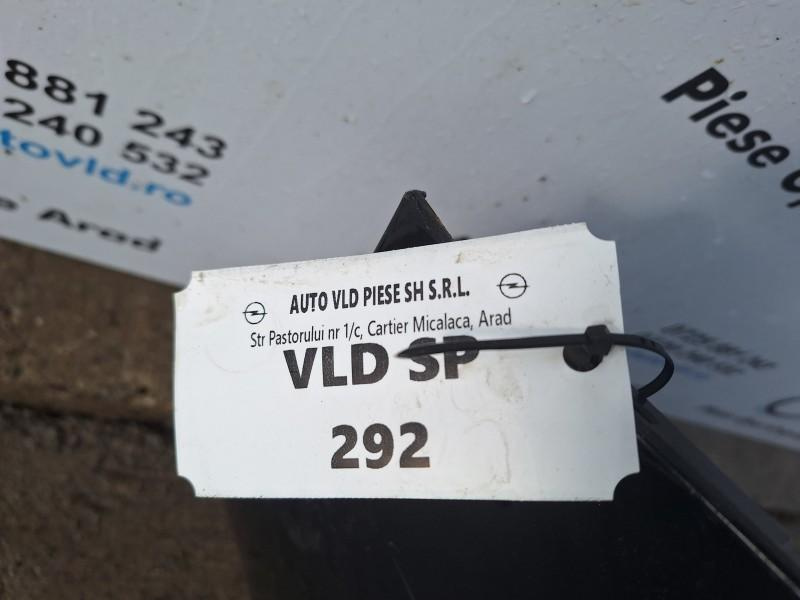 881 243
240 532
tovld.ro
Arad
Piese
AUTO VLD PIESE SH S.R.L.
Str Pastorului nr 1/c, Cartier Micalaca, Arad
VLD SP
292